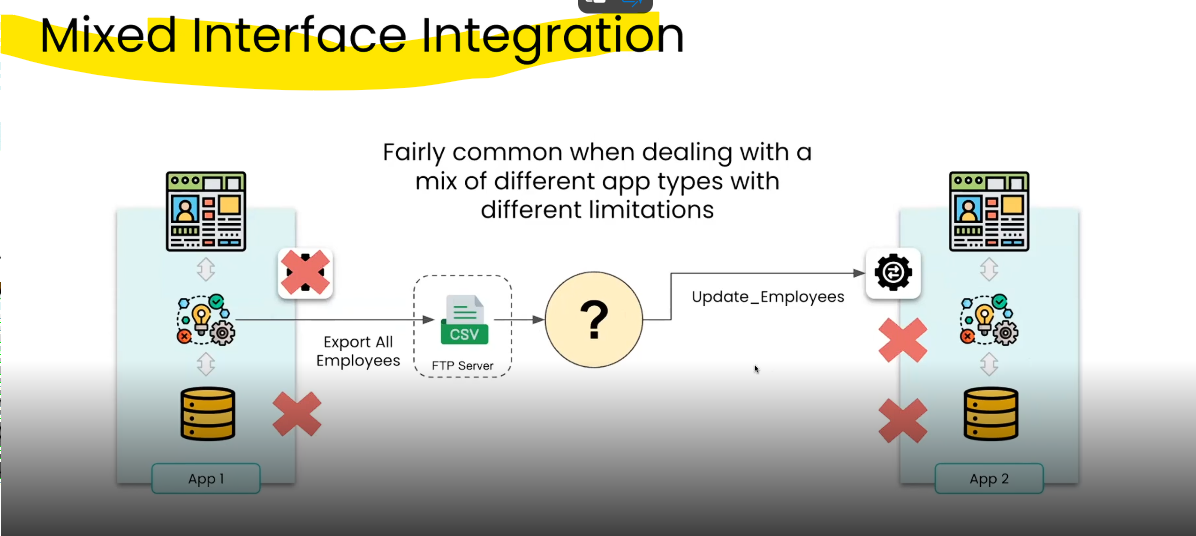 Mixed Interface Integration
Fairly common when dealing with a
mix of different app types with
different limitations
Export All
Employees
CSV
FTP Server
?
Update_Employees
App 1
App 2